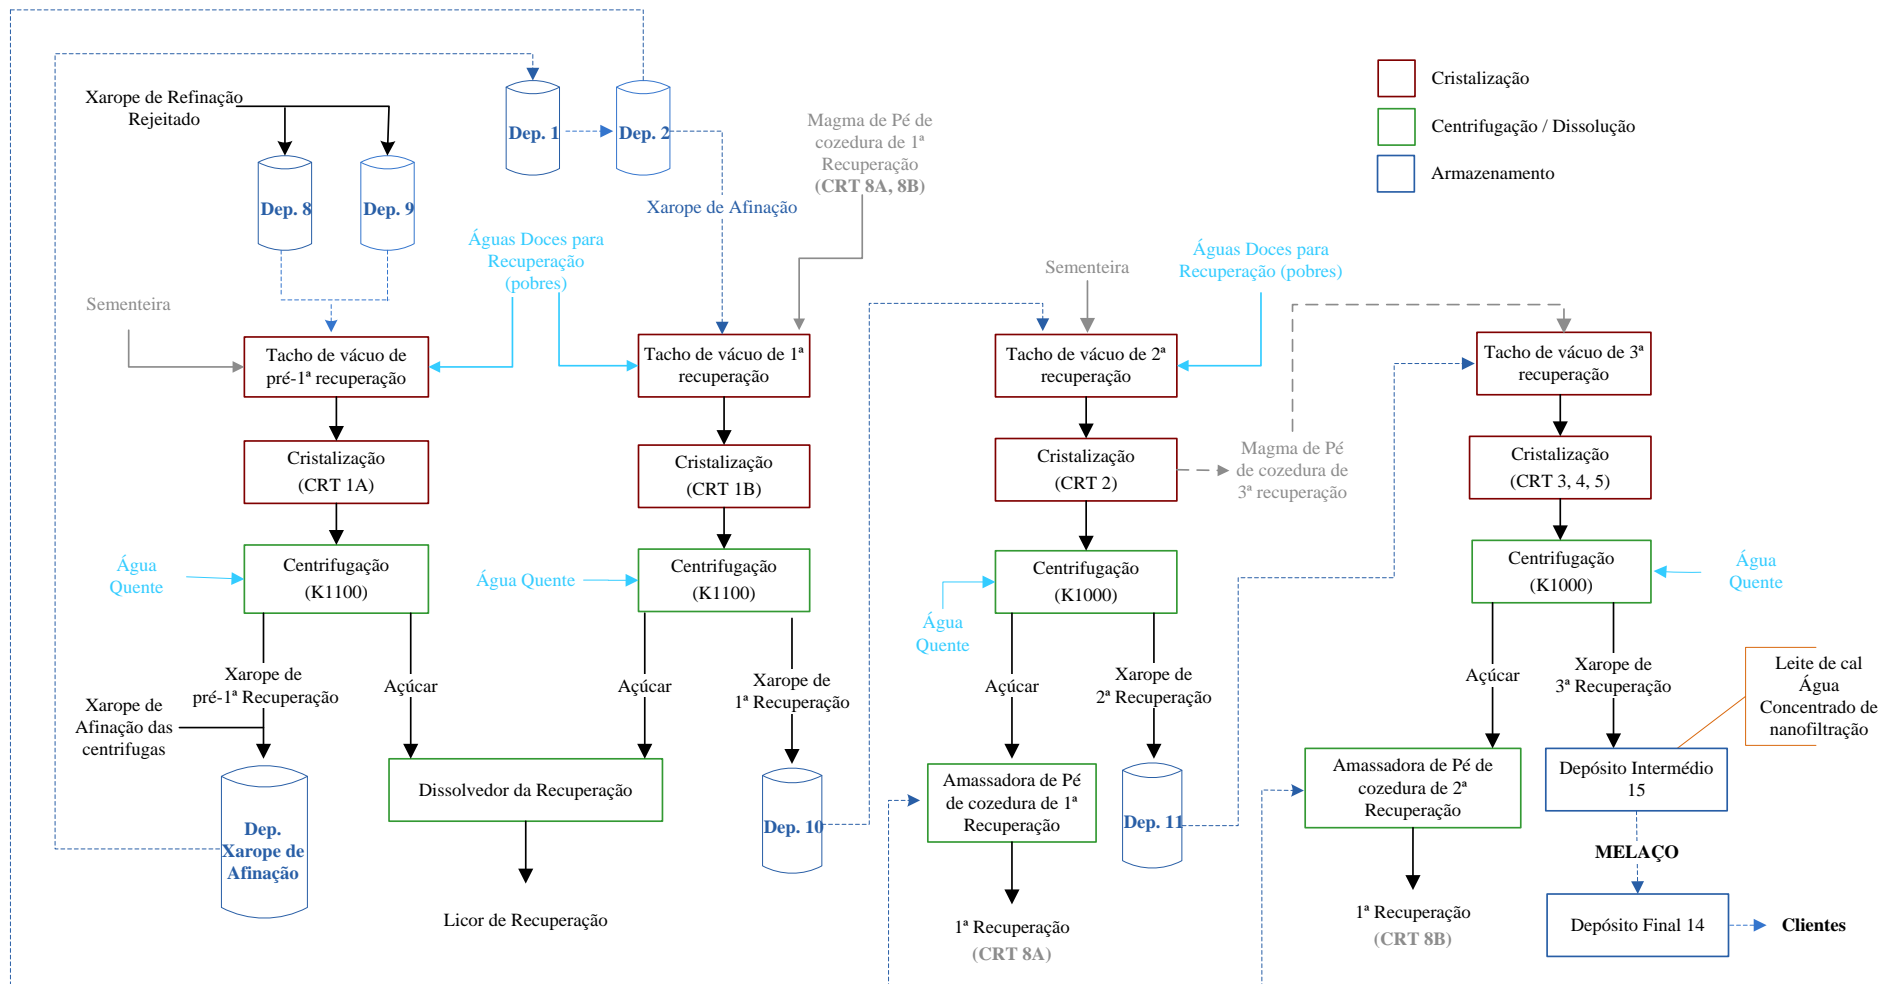 Xarope de Refinação
Rejeitado
Dep. 8
Dep. 9
Dep. 1
Dep. 2
Xarope de Afinação
Magma de Pé de
cozedura de 1ª
Recuperação
(CRT 8A, 8B)
Cristalização
Centrifugação / Dissolução
Armazenamento
Sementeira
Águas Doces para
Recuperação
(pobres)
Sementeira
Águas Doces para
Recuperação (pobres)
Tacho de vácuo de
pré-1ª recuperação
Tacho de vácuo de 1ª
recuperação
Tacho de vácuo de 2ª
recuperação
Tacho de vácuo de 3ª
recuperação
Cristalização
(CRT 1A)
Cristalização
(CRT 1B)
Cristalização
(CRT 2)
Magma de Pé
de cozedura de
3ª recuperação
Cristalização
(CRT 3, 4, 5)
Água
Quente
Centrifugação
(K1100)
Água Quente
Centrifugação
(K1100)
Água
Quente
Centrifugação
(K1000)
Centrifugação
(K1000)
Água
Quente
Xarope de
pré-1ª Recuperação
Açúcar
Açúcar
Xarope de
1ª Recuperação
Açúcar
Xarope de
2ª Recuperação
Açúcar
Xarope de
3ª Recuperação
Leite de cal
Água
Concentrado de
nanofiltração
Xarope de
Afinação das
centrifugas
Dep.
Xarope de
Afinação
Dissolvedor da Recuperação
Licor de Recuperação
Dep. 10
Amassadora de Pé
de cozedura de 1ª
Recuperação
1ª Recuperação
(CRT 8A)
Dep. 11
Amassadora de Pé de
cozedura de 2ª
Recuperação
1ª Recuperação
(CRT 8B)
Depósito Intermédio
15
MELAÇO
Depósito Final 14
Clientes